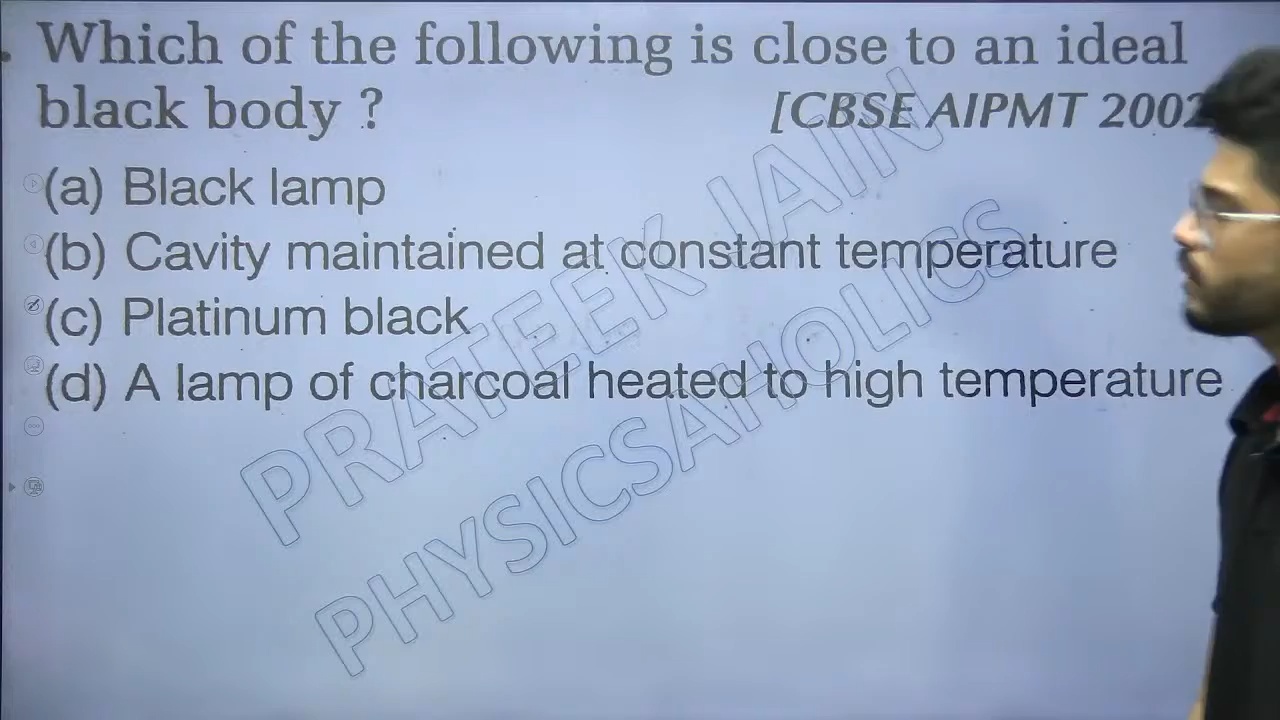 Which of the following is close to an ideal
black body ?
[CBSE AIPMT 2002
(a) Black lamp
(b) Cavity maintained at constant temperature
(c) Platinum black
(d) A lamp of charcoal heated to high temperature
PRATEEK JAIN
PHYSICSAHOLICS